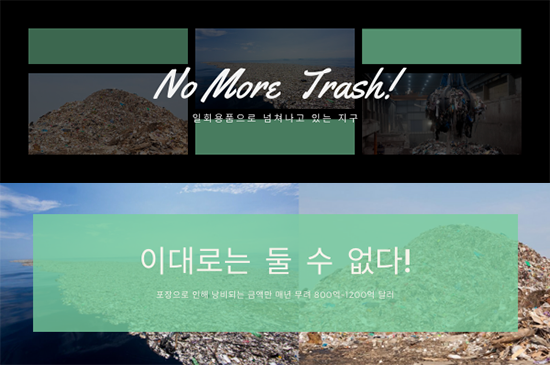 No More Trash!
일회용품으로 넘쳐나고 있는 지구
이대로는 둘 수 없다!
포장으로 인해 낭비되는 금액만 매년 무려 800억-1200억 달러